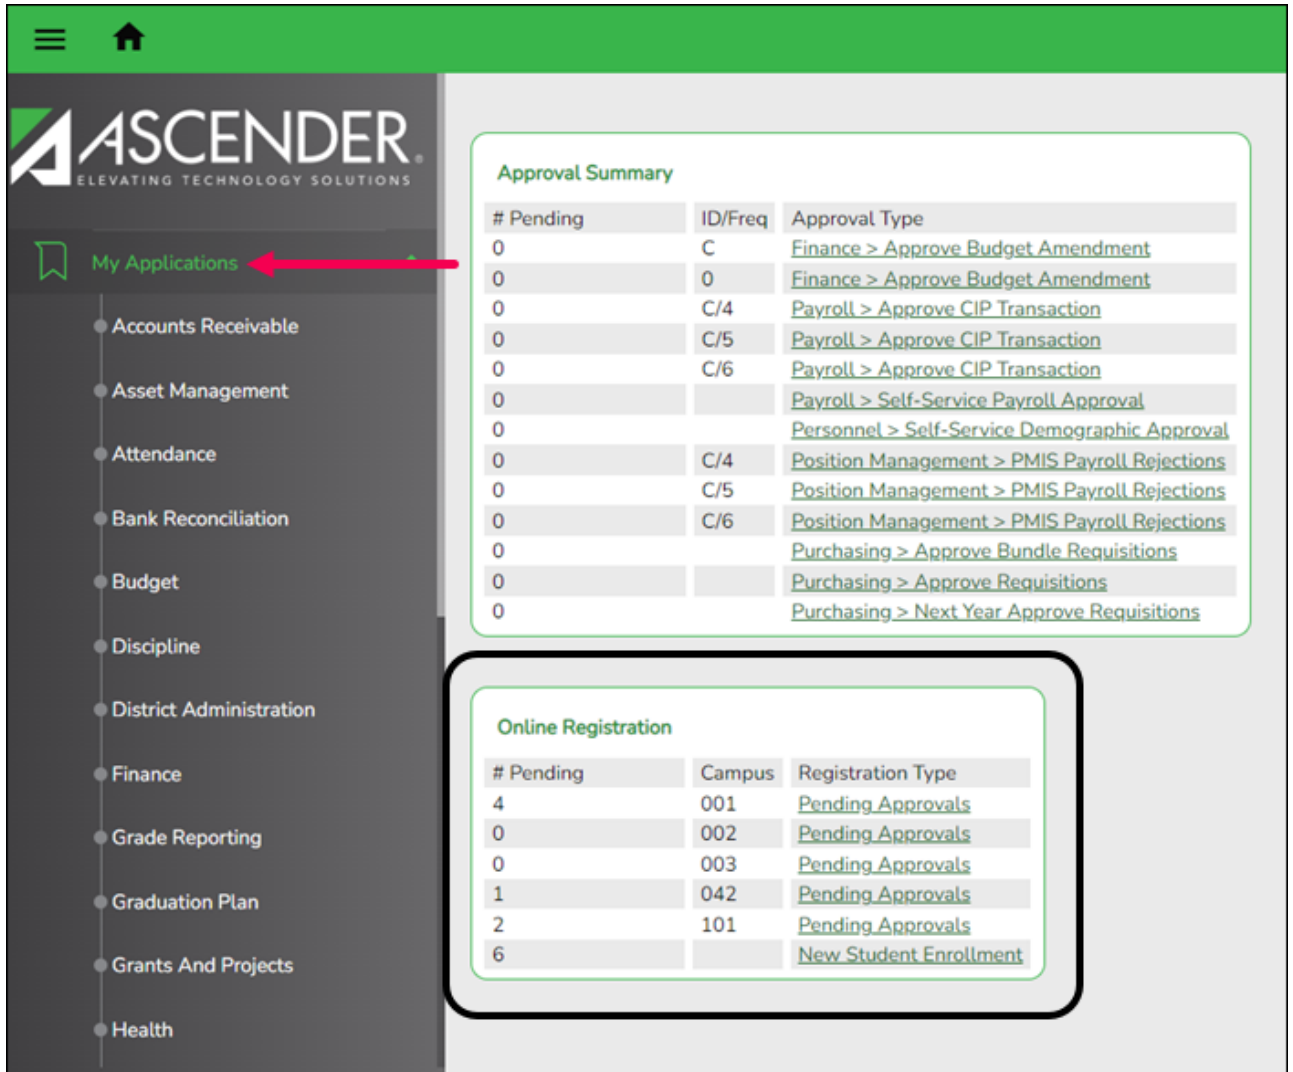 ASCENDER®
ELEVATING TECHNOLOGY SOLUTIONS
My Applications
Accounts Receivable
Asset Management
Attendance
Bank Reconciliation
Budget
Discipline
District Administration
Finance
Grade Reporting
Graduation Plan
Grants And Projects
Health
Approval Summary
# Pending ID/Freq Approval Type
0 C Finance > Approve Budget Amendment
0 0 Finance > Approve Budget Amendment
0 C/4 Payroll > Approve CIP Transaction
0 C/5 Payroll > Approve CIP Transaction
0 C/6 Payroll > Approve CIP Transaction
0 Payroll > Self-Service Payroll Approval
0 Personnel > Self-Service Demographic Approval
0 C/4 Position Management > PMIS Payroll Rejections
0 C/5 Position Management > PMIS Payroll Rejections
0 C/6 Position Management > PMIS Payroll Rejections
0 Purchasing > Approve Bundle Requisitions
0 Purchasing > Approve Requisitions
0 Purchasing > Next Year Approve Requisitions
Online Registration
# Pending Campus Registration Type
4 001 Pending Approvals
0 002 Pending Approvals
0 003 Pending Approvals
1 042 Pending Approvals
2 101 Pending Approvals
6 New Student Enrollment